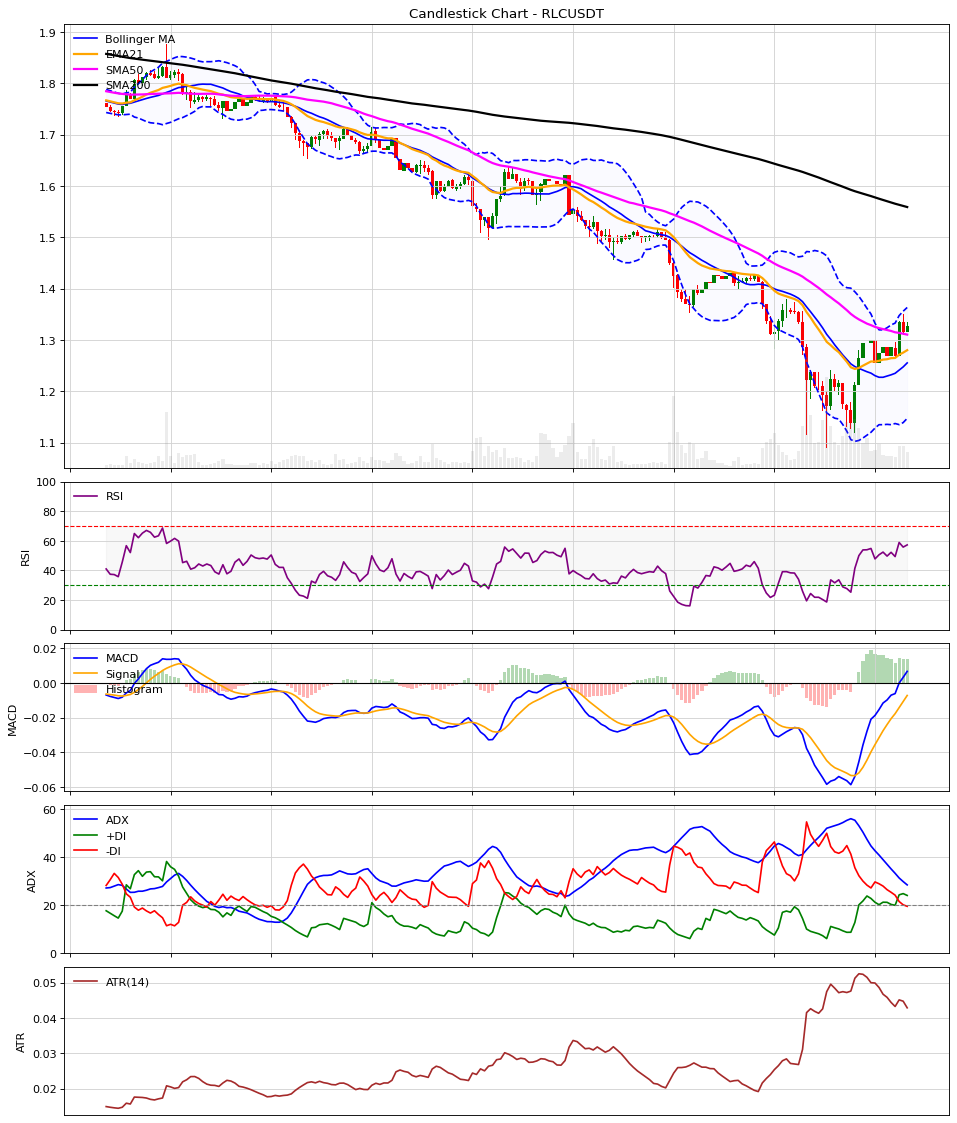 Candlestick Chart - RLCUSDT
1.9
1.8
1.7
1.6
1.5
1.4
1.3
1.2
1.1
Bollinger MA
EMA21
SMA50
SMA200
100
80
60
40
20
0
RSI
RSI
0.02
0.00
−0.02
−0.04
−0.06
MACD
MACD
Signal
Histogram
60
40
20
0
ADX
ADX
+DI
-DI
0.05
0.04
0.03
0.02
ATR
ATR(14)